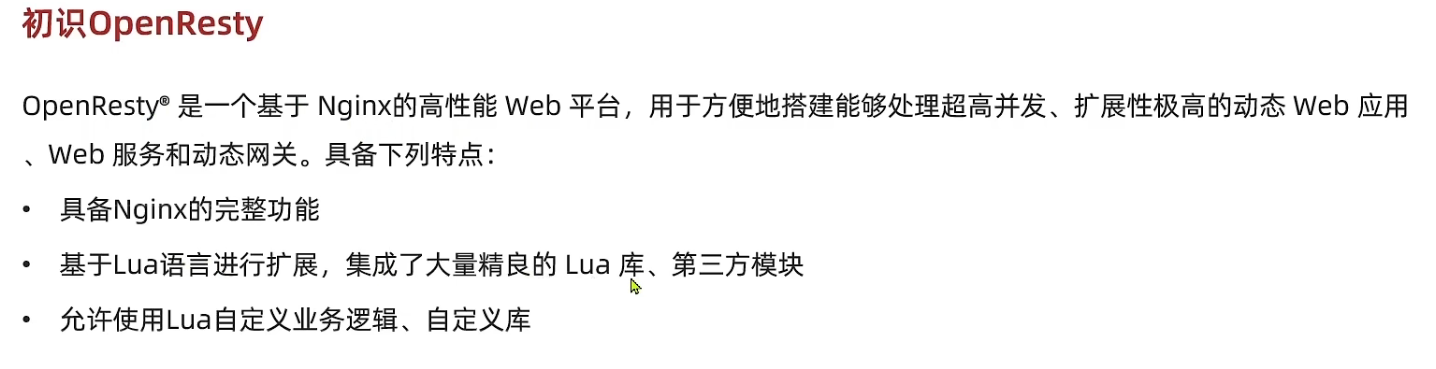 初识OpenResty
OpenResty® 是一个基于 Nginx的高性能 Web 平台，用于方便地搭建能够处理超高并发、扩展性极高的动态 Web 应用
、Web 服务和动态网关。具备下列特点：
• 具备Nginx的完整功能
• 基于Lua语言进行扩展，集成了大量精良的 Lua 库、第三方模块
• 允许使用Lua自定义业务逻辑、自定义库